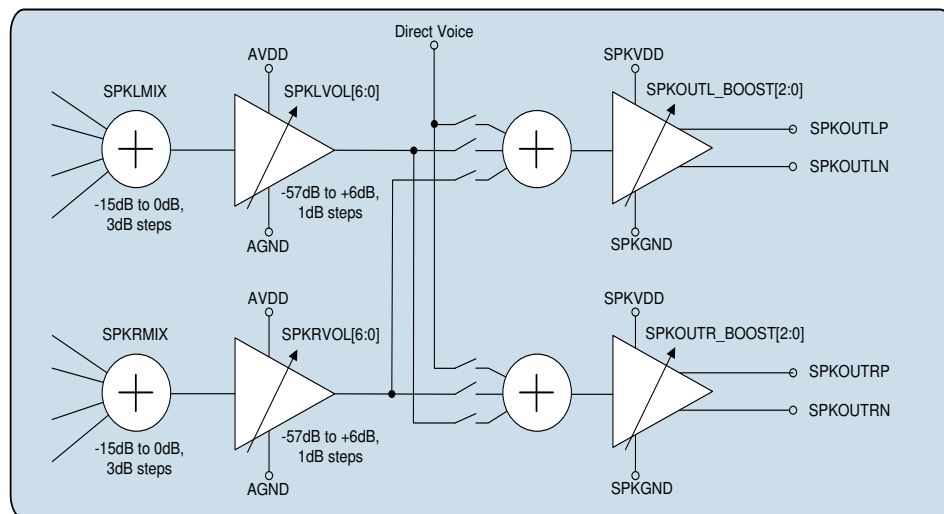 Direct Voice
AVDD
SPKVDD
SPKLMIX
SPKLVOL[6:0]
SPKOUTL_BOOST[2:0]
SPKOUTLP
SPKOUTLN
-15dB to 0dB,
3dB steps
-57dB to +6dB,
1dB steps
AGND
SPKGND
AVDD
SPKVDD
SPKRMIX
SPKRVOL[6:0]
SPKOUTR_BOOST[2:0]
SPKOUTRP
SPKOUTRN
-15dB to 0dB,
3dB steps
-57dB to +6dB,
1dB steps
AGND
SPKGND